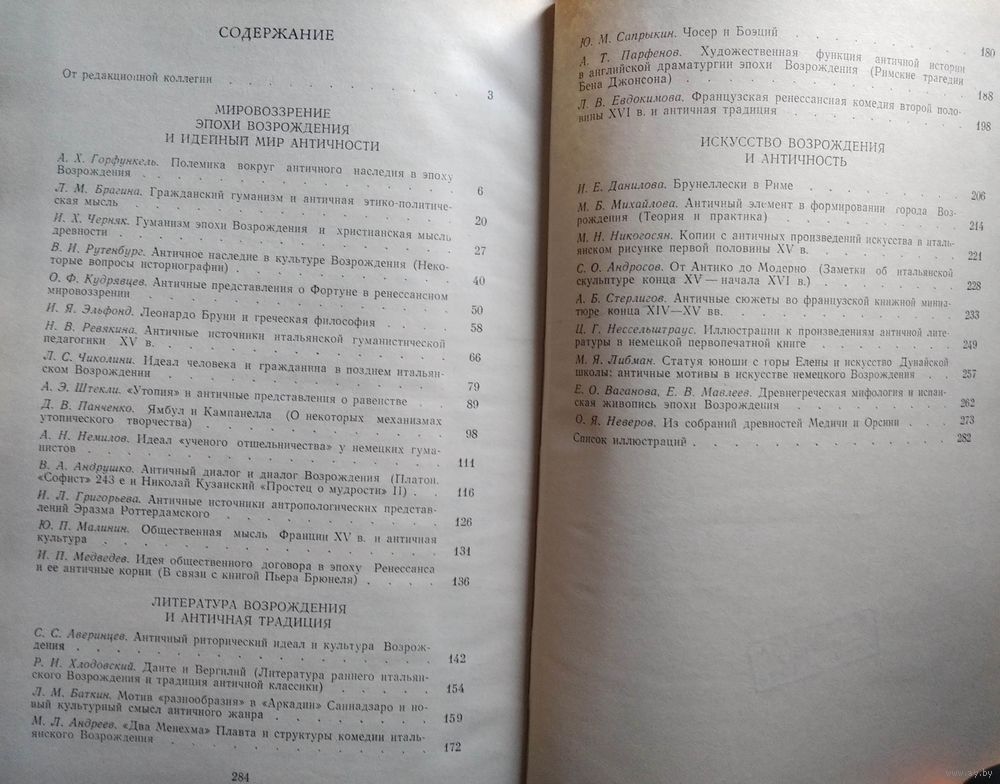 СОДЕРЖАНИЕ
От редакционной коллегии . . . . . . . . 3
МИРОВОЗЗРЕНИЕ
ЭПОХИ ВОЗРОЖДЕНИЯ
И ИДЕЙНЫЙ МИР АНТИЧНОСТИ
А. Х. Горфункель. Полемика вокруг античного наследия в эпоху
Возрождения . . . . . . . . 6
Л. М. Брагина. Гражданский гуманизм и античная этико-политиче-
ская мысль . . . . . . . . 20
И. Х. Черняк. Гуманизм эпохи Возрождения и христианская мысль
древности . . . . . . . . 27
В. И. Рутенбург. Античное наследие в культуре Возрождения (Неко-
торые вопросы историографии) . . . . . . 40
О. Ф. Кудрявцев. Античные представления о Фортуне в ренессансном
мировоззрении . . . . . . . . 50
И. Я. Эльфонд. Леонардо Бруни и греческая философия . . . 58
Н. В. Ревякина. Античные источники итальянской гуманистической
педагогики XV в. . . . . . . . 66
Л. С. Чиколини. Идеал человека и гражданина в позднем итальян-
ском Возрождении . . . . . . . 79
А. Э. Штекли. «Утопия» и античные представления о равенстве . . 89
Д. В. Панченко. Ямбул и Кампанелла (О некоторых механизмах
утопического творчества) . . . . . . . 98
А. Н. Немилов. Идеал «ученого отшельничества» у немецких гума-
нистов . . . . . . . . 111
В. А. Андрушко. Античный диалог и диалог Возрождения (Платон.
«Софист» 243 е и Николай Кузанский «Простец о мудрости» II) . . 116
И. Л. Григорьева. Античные источники антропологических представ-
лений Эразма Роттердамского . . . . . . 126
Ю. П. Малинин. Общественная мысль Франции XV в. и античная
культура . . . . . . . . 131
И. П. Медведев. Идея общественного договора в эпоху Ренессанса
и ее античные корни (В связи с книгой Пьера Брюнеля) . . . . 136
ЛИТЕРАТУРА ВОЗРОЖДЕНИЯ
И АНТИЧНАЯ ТРАДИЦИЯ
С. С. Аверинцев. Античный риторический идеал и культура Возрож-
дения . . . . . . . . 142
Р. И. Хлодовский. Данте и Вергилий (Литература раннего итальян-
ского Возрождения и традиция античной классики) . . . . 154
Л. М. Баткин. Мотив «разнообразия» в «Аркадии» Саннадзаро и но-
вый культурный смысл античного жанра . . . . . 159
М. Л. Андреев. «Два Менехма» Плавта и структуры комедии италь-
янского Возрождения . . . . . . . 172
284
Ю. М. Сапрыкин. Чосер и Боэций . . . . . 180
А. Т. Парфенов. Художественная функция античной истории
в английской драматургии эпохи Возрождения (Римские трагедии
Бена Джонсона) . . . . . . . 188
Л. В. Евдокимова. Французская ренессансная комедия второй поло-
вины XVI в. и античная традиция . . . . . 198
ИСКУССТВО ВОЗРОЖДЕНИЯ
И АНТИЧНОСТЬ
И. Е. Данилова. Брунеллески в Риме . . . . . 206
М. Б. Михайлова. Античный элемент в формировании города Воз-
рождения (Теория и практика) . . . . . . 214
М. Н. Никогосян. Копии с античных произведений искусства в италь-
янском рисунке первой половины XV в. . . . . 221
С. О. Андросов. От Антико до Модерно (Заметки об итальянской
скульптуре конца XV — начала XVI в.) . . . . . 228
А. Б. Стерлигов. Античные сюжеты во французской книжной миниа-
тюре конца XIV—XV вв. . . . . . . 233
Ц. Г. Нессельштраус. Иллюстрации к произведениям античной лите-
ратуры в немецкой первопечатной книге . . . . . 249
М. Я. Либман. Статуя юноши с горы Елены и искусство Дунайской
школы: античные мотивы в искусстве немецкого Возрождения . . 257
Е. О. Ваганова, Е. В. Мавлеев. Древнегреческая мифология и испан-
ская живопись эпохи Возрождения . . . . . 262
О. Я. Неверов. Из собраний древностей Медичи и Орсини . . . 273
Список иллюстраций . . . . . . . 282
www.ay.by